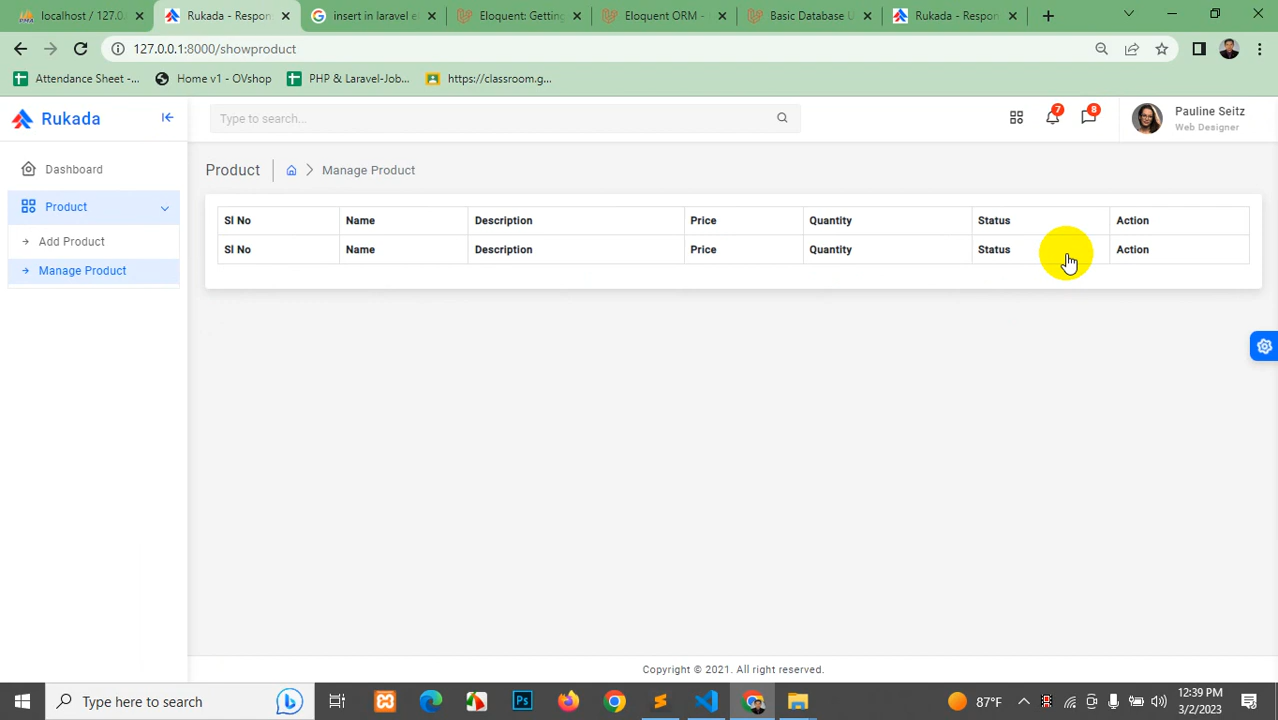 localhost / 127.0.
Rukada - Respon
insert in laravel e
Eloquent: Getting
Eloquent ORM -
Basic Database U
Rukada - Respon
127.0.0.1:8000/showproduct
Attendance Sheet -...
Home v1 - OVshop
PHP & Laravel-Job...
https://classroom.g...
Rukada
Type to search...
7
8
Pauline Seitz
Web Designer
Dashboard
Product
Add Product
Manage Product
Product
Manage Product
Sl No Name Description Price Quantity Status Action
Sl No Name Description Price Quantity Status Action
Copyright © 2021. All right reserved.
Type here to search
Ps
87°F
12:39 PM
3/2/2023